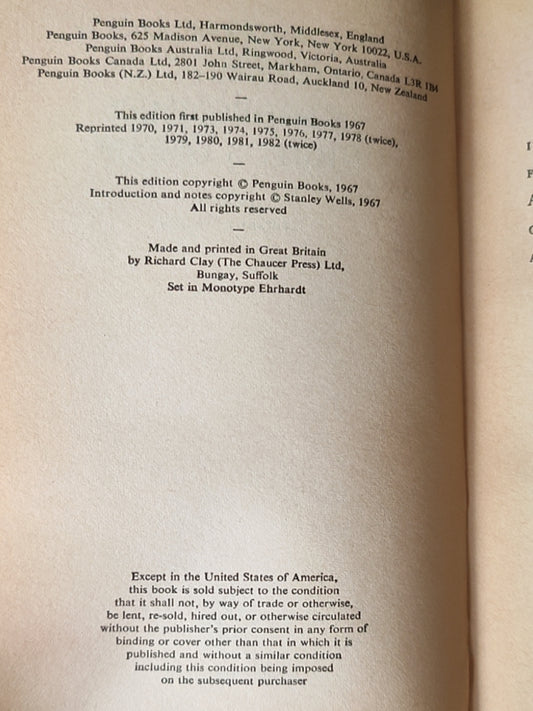 Penguin Books Ltd, Harmondsworth, Middlesex, England
Penguin Books, 625 Madison Avenue, New York, New York 10022, U.S.A.
Penguin Books Australia Ltd, Ringwood, Victoria, Australia
Penguin Books Canada Ltd, 2801 John Street, Markham, Ontario, Canada L3R 1B4
Penguin Books (N.Z.) Ltd, 182–190 Wairau Road, Auckland 10, New Zealand
—
This edition first published in Penguin Books 1967
Reprinted 1970, 1971, 1973, 1974, 1975, 1976, 1977, 1978 (twice),
1979, 1980, 1981, 1982 (twice)
—
This edition copyright © Penguin Books, 1967
Introduction and notes copyright © Stanley Wells, 1967
All rights reserved
—
Made and printed in Great Britain
by Richard Clay (The Chaucer Press) Ltd,
Bungay, Suffolk
Set in Monotype Ehrhardt
Except in the United States of America,
this book is sold subject to the condition
that it shall not, by way of trade or otherwise,
be lent, re-sold, hired out, or otherwise circulated
without the publisher's prior consent in any form of
binding or cover other than that in which it is
published and without a similar condition
including this condition being imposed
on the subsequent purchaser